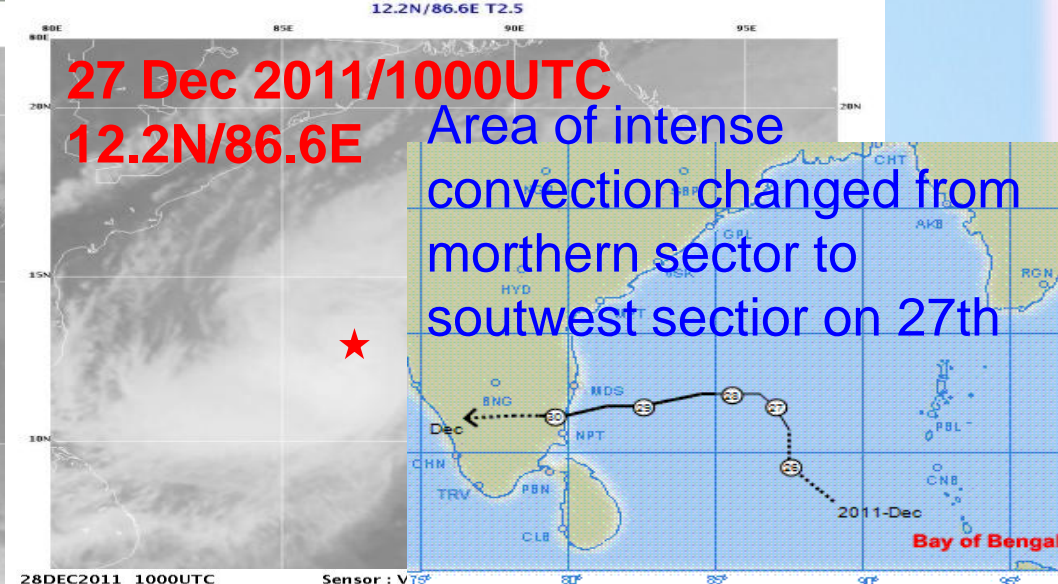 12.2N/86.6E T2.5
80E 85E 90E 95E
80E
27 Dec 2011/1000UTC
20N 20N
12.2N/86.6E
Area of intense
convection changed from
morthern sector to
soutwest sectior on 27th
CHT
AKB
GPL
15N
RGN
HYD
MDS
BNG
28
29
27
30
Dec
PBL
10N
NPT
CHN
26
CNB
TRV
PBN
2011-Dec
CLB
Bay of Bengal
28DEC2011 1000UTC Sensor : V
75° 80° 85° 90° 95°